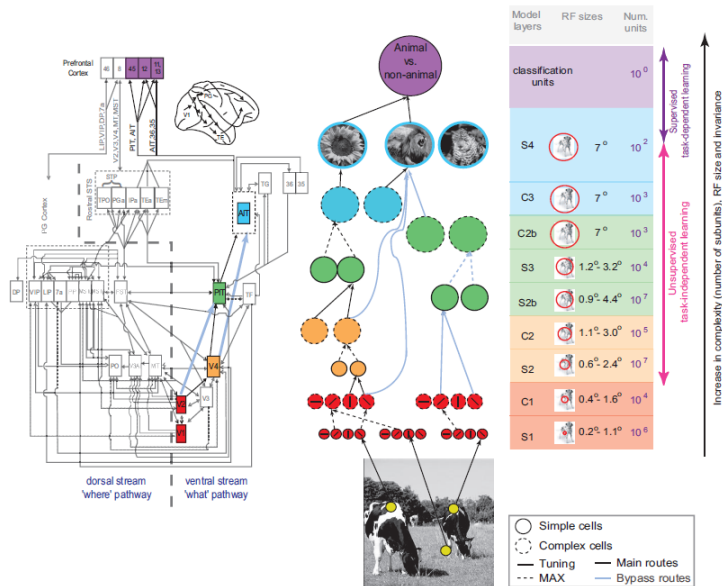 Prefrontal
Cortex
46
8
45
12
LIP,VIP,DP,7a
V2,V3,V4,MT,MST
PIT, AIT
AIT,36,35
PG
V1
TE
STP
Rostral STS
TPO
PGa
IPa
TEa
TEm
TG
36
35
AIT
DP
VIP
LIP
7a
FST
PIT
TF
PO
V3A
MT
V4
V2
V3
V1
dorsal stream
'where' pathway
ventral stream
'what' pathway
Animal
vs.
non-animal
Model
layers
RF sizes
Num.
units
classification
units
10⁰
S4
7 °
10²
C3
7 °
10³
C2b
7 °
10³
S3
1.2°- 3.2°
10⁴
S2b
0.9°- 4.4°
10⁷
C2
1.1°- 3.0°
10⁵
S2
0.6°- 2.4°
10⁷
C1
0.4°- 1.6°
10⁴
S1
0.2°- 1.1°
10⁶
Supervised
task-dependent learning
Unsupervised
task-independent learning
Increase in complexity (number of subunits), RF size and invariance
Simple cells
Complex cells
Tuning
Main routes
MAX
Bypass routes